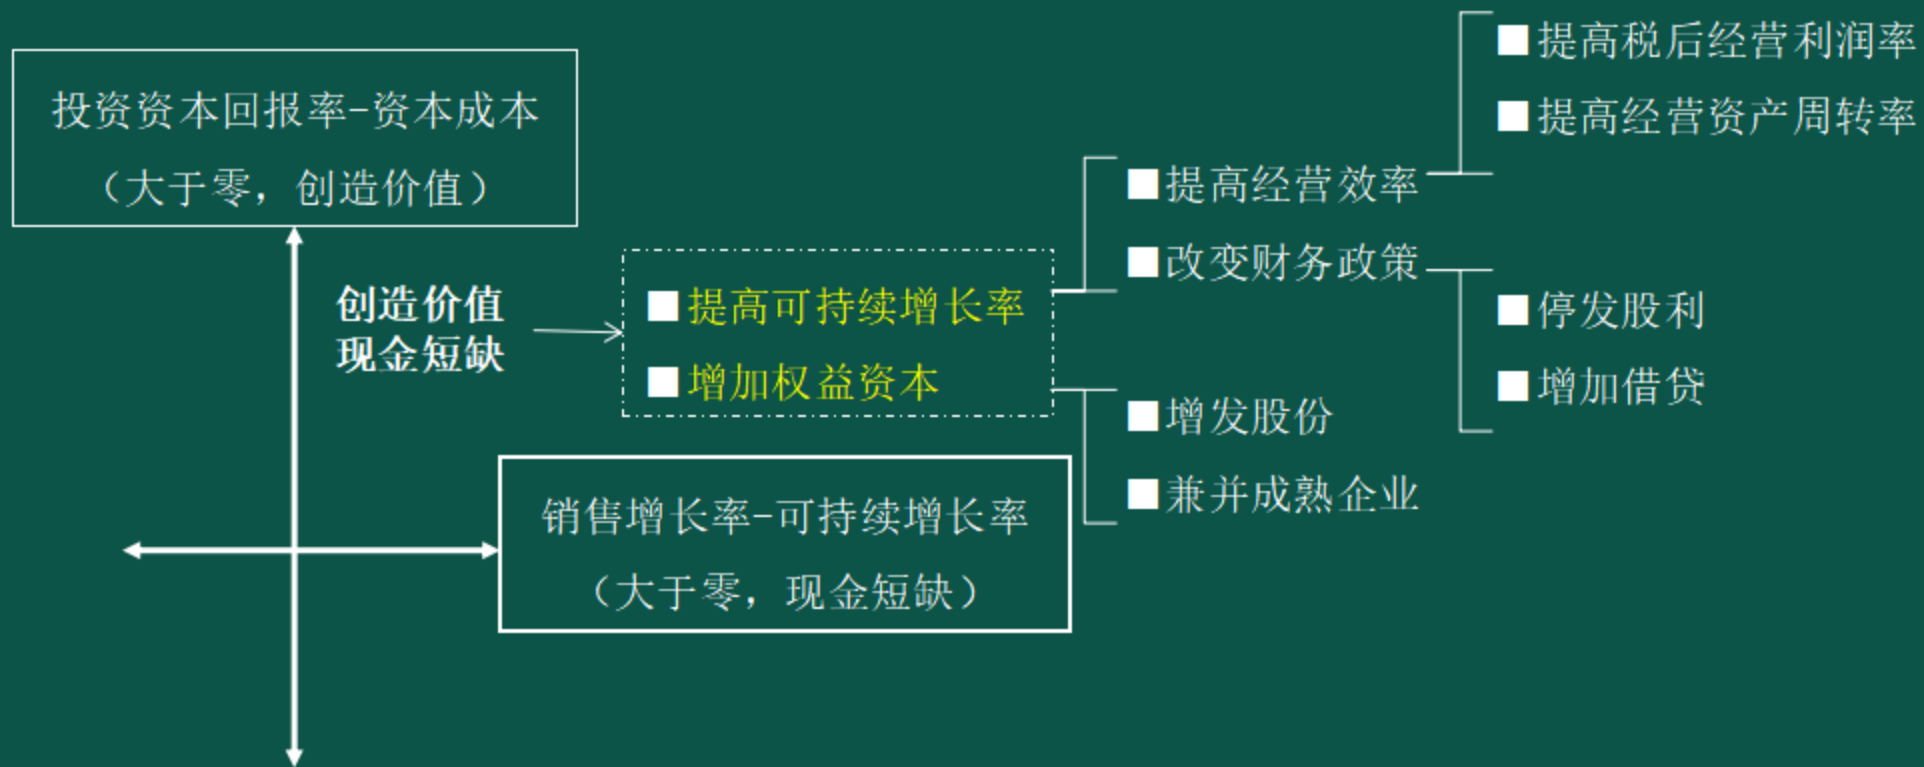 投资资本回报率-资本成本
（大于零，创造价值）
创造价值
现金短缺
■提高可持续增长率
■增加权益资本
■提高经营效率
■改变财务政策
■提高税后经营利润率
■提高经营资产周转率
■停发股利
■增加借贷
■增发股份
■兼并成熟企业
销售增长率-可持续增长率
（大于零，现金短缺）